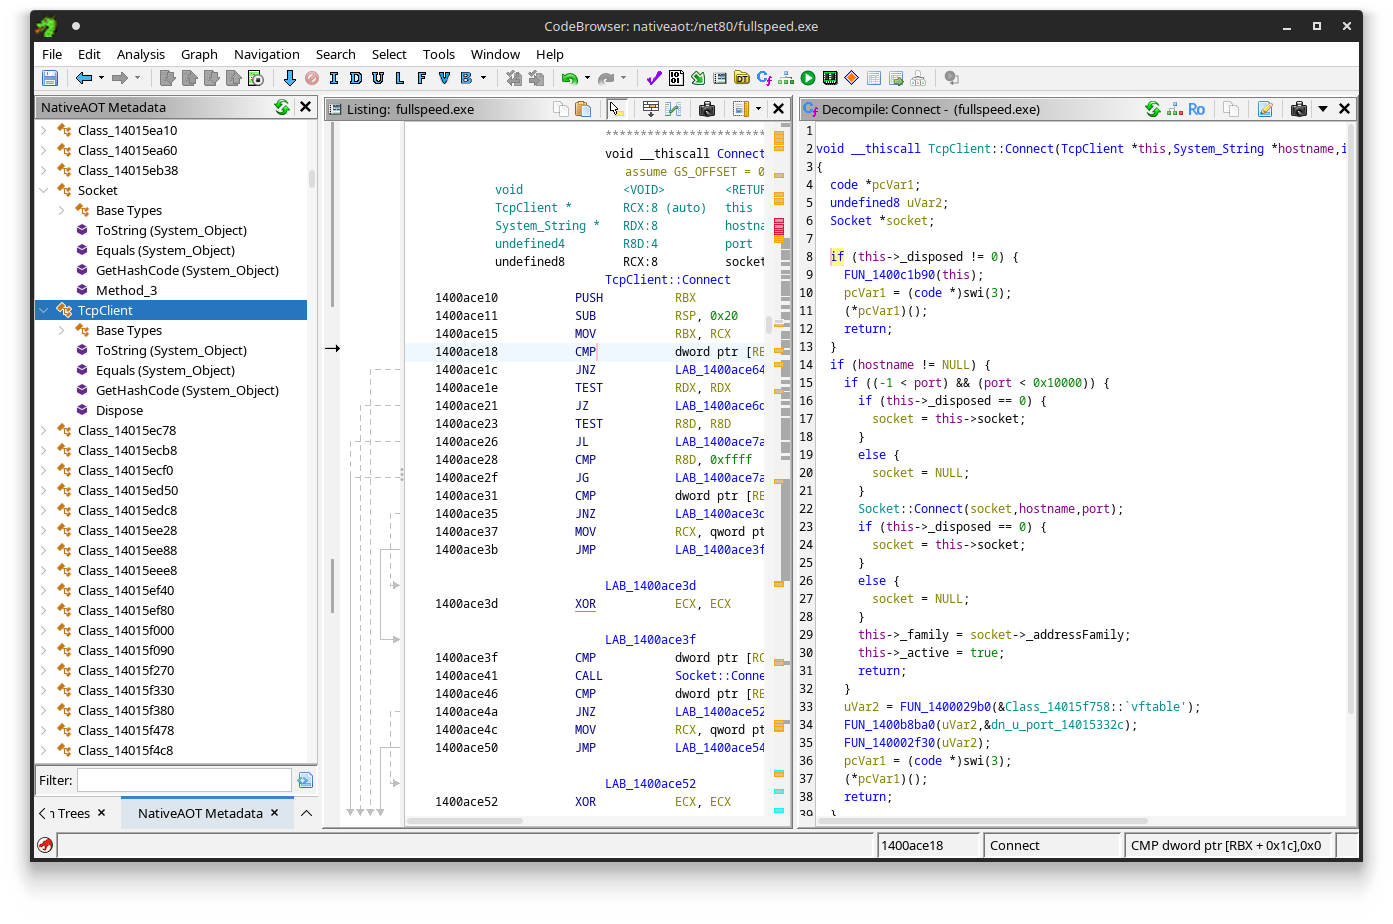 CodeBrowser: nativeaot:/net80/fullspeed.exe
File Edit Analysis Graph Navigation Search Select Tools Window Help
I D U L F V B
NativeAOT Metadata
Class_14015ea10
Class_14015ea60
Class_14015eb38
Socket
Base Types
ToString (System_Object)
Equals (System_Object)
GetHashCode (System_Object)
Method_3
TcpClient
Base Types
ToString (System_Object)
Equals (System_Object)
GetHashCode (System_Object)
Dispose
Class_14015ec78
Class_14015ecb8
Class_14015ecf0
Class_14015ed50
Class_14015edc8
Class_14015ee28
Class_14015ee88
Class_14015eee8
Class_14015ef40
Class_14015ef80
Class_14015f000
Class_14015f090
Class_14015f270
Class_14015f330
Class_14015f380
Class_14015f478
Class_14015f4c8
Filter:
Trees
NativeAOT Metadata
Listing: fullspeed.exe
***********************
void __thiscall Connect
assume GS_OFFSET = 0
void <VOID> <RETUR
TcpClient * RCX:8 (auto) this
System_String * RDX:8 hostna
undefined4 R8D:4 port
undefined8 RCX:8 socket
TcpClient::Connect
1400ace10 PUSH RBX
1400ace11 SUB RSP, 0x20
1400ace15 MOV RBX, RCX
1400ace18 CMP dword ptr [RB
1400ace1c JNZ LAB_1400ace64
1400ace1e TEST RDX, RDX
1400ace21 JZ LAB_1400ace6c
1400ace23 TEST R8D, R8D
1400ace26 JL LAB_1400ace7a
1400ace28 CMP R8D, 0xffff
1400ace2f JG LAB_1400ace7a
1400ace31 CMP dword ptr [RB
1400ace35 JNZ LAB_1400ace3d
1400ace37 MOV RCX, qword pt
1400ace3b JMP LAB_1400ace3f
LAB_1400ace3d
1400ace3d XOR ECX, ECX
LAB_1400ace3f
1400ace3f CMP dword ptr [RC
1400ace41 CALL Socket::Conne
1400ace46 CMP dword ptr [RB
1400ace4a JNZ LAB_1400ace52
1400ace4c MOV RCX, qword pt
1400ace50 JMP LAB_1400ace54
LAB_1400ace52
1400ace52 XOR ECX, ECX
Decompile: Connect - (fullspeed.exe)
Ro
1
2 void __thiscall TcpClient::Connect(TcpClient *this,System_String *hostname,i
3 {
4 code *pcVar1;
5 undefined8 uVar2;
6 Socket *socket;
7
8 if (this->_disposed != 0) {
9 FUN_1400c1b90(this);
10 pcVar1 = (code *)swi(3);
11 (*pcVar1)();
12 return;
13 }
14 if (hostname != NULL) {
15 if ((-1 < port) && (port < 0x10000)) {
16 if (this->_disposed == 0) {
17 socket = this->socket;
18 }
19 else {
20 socket = NULL;
21 }
22 Socket::Connect(socket,hostname,port);
23 if (this->_disposed == 0) {
24 socket = this->socket;
25 }
26 else {
27 socket = NULL;
28 }
29 this->_family = socket->_addressFamily;
30 this->_active = true;
31 return;
32 }
33 uVar2 = FUN_1400029b0(&Class_14015f758::`vftable');
34 FUN_1400b8ba0(uVar2,&dn_u_port_14015332c);
35 FUN_140002f30(uVar2);
36 pcVar1 = (code *)swi(3);
37 (*pcVar1)();
38 return;
39 }
1400ace18
Connect
CMP dword ptr [RBX + 0x1c],0x0